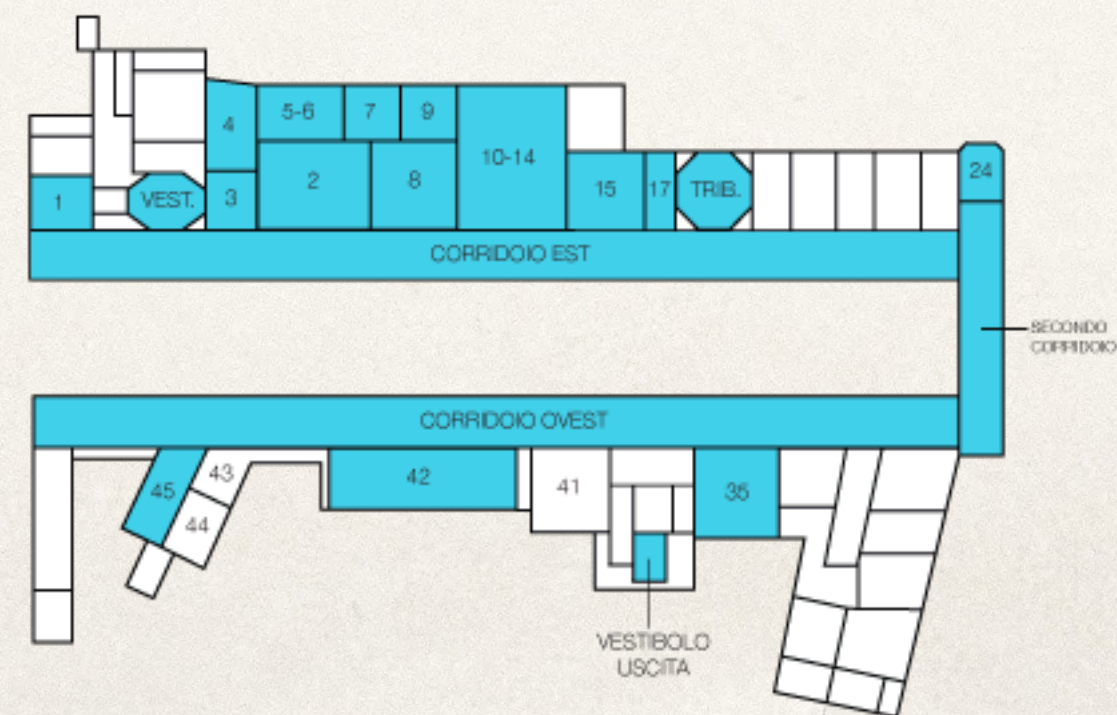 4
5-6
7
9
10-14
1
VEST.
3
2
8
15
17
TRIB.
24
CORRIDOIO EST
SECONDO
CORRIDOIO
CORRIDOIO OVEST
45
43
44
42
41
35
VESTIBOLO
USCITA